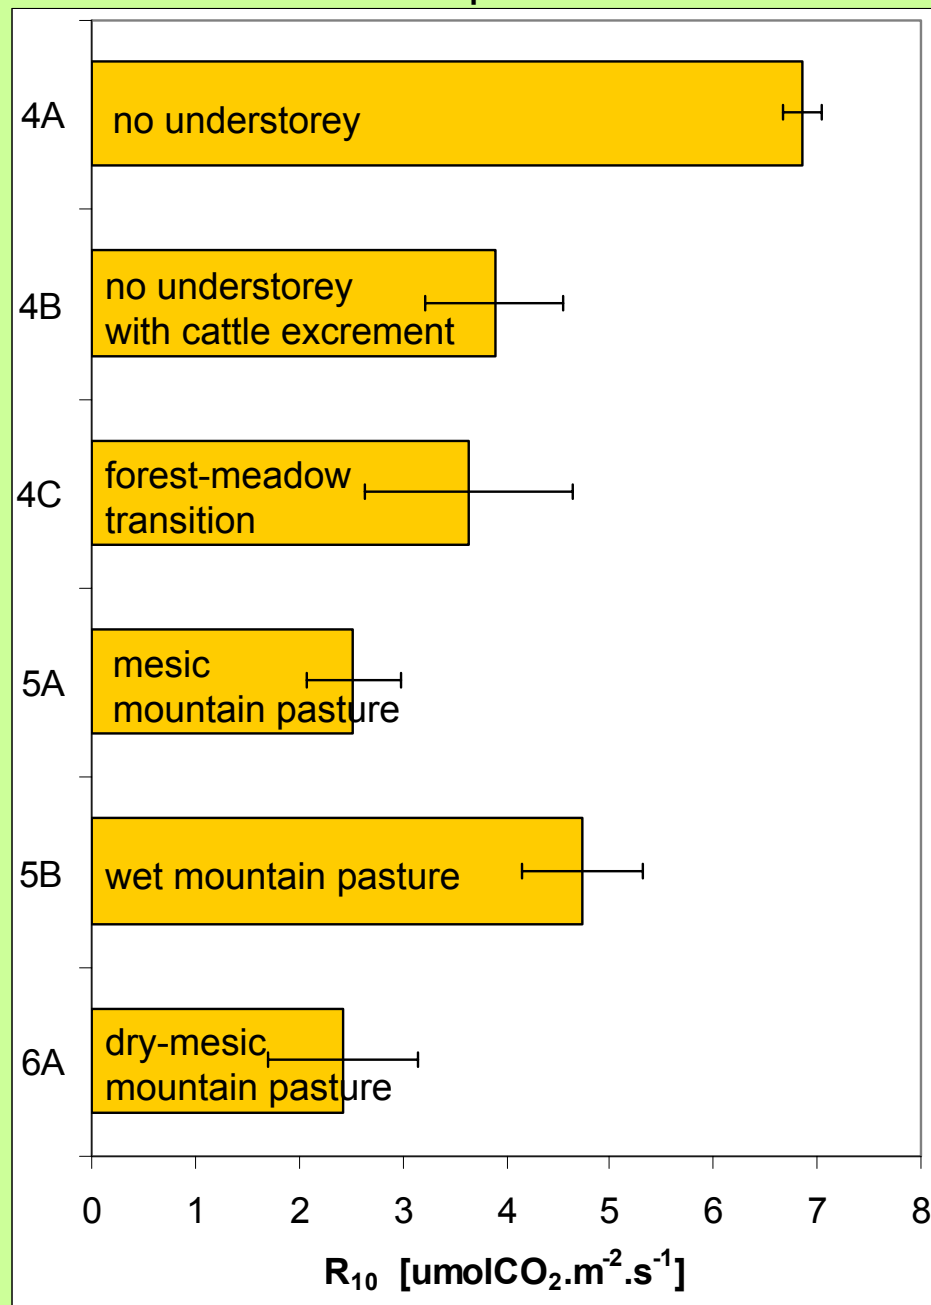 4A
no understorey
4B
no understorey
with cattle excrement
4C
forest-meadow
transition
5A
mesic
mountain pasture
5B
wet mountain pasture
6A
dry-mesic
mountain pasture
0 1 2 3 4 5 6 7 8
R₁₀ [umolCO₂.m⁻².s⁻¹]